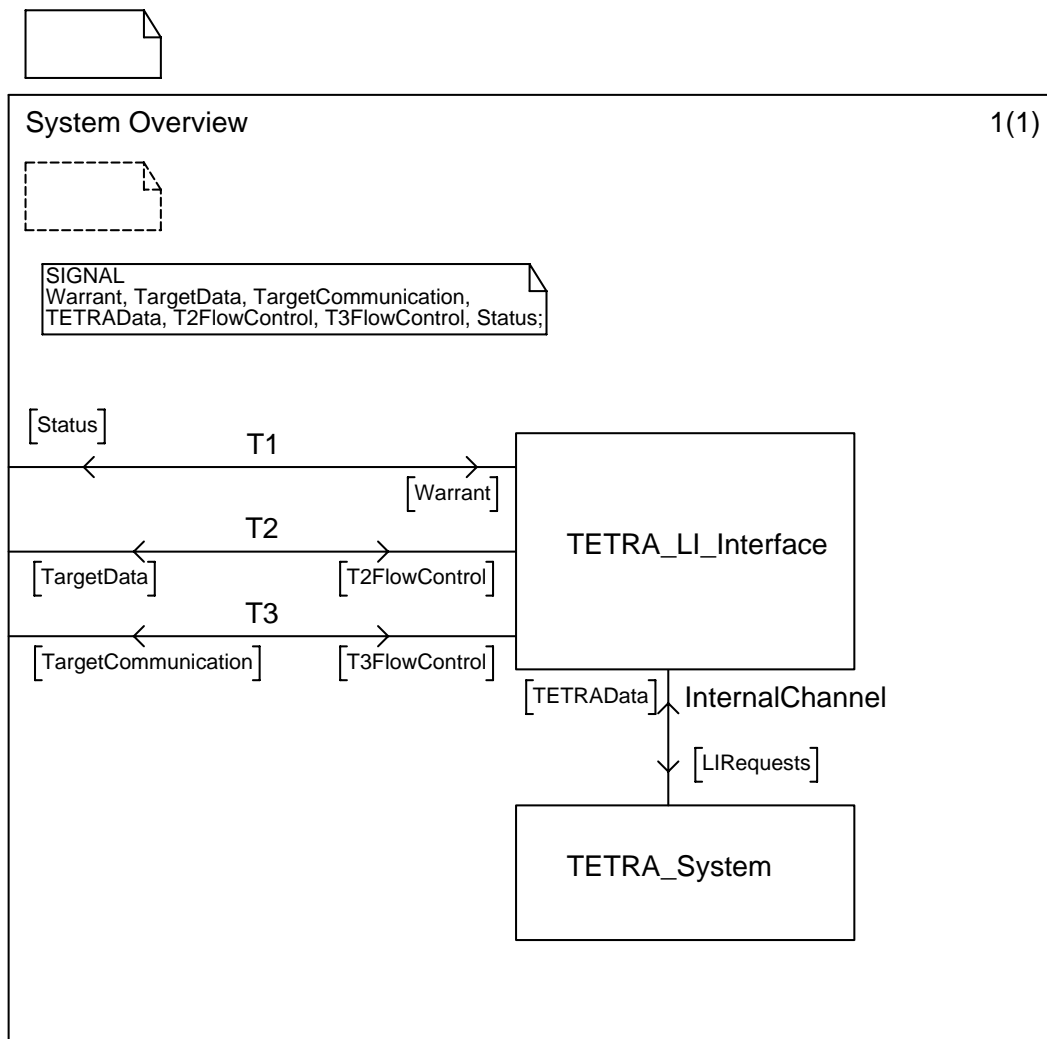 System Overview
1(1)
SIGNAL
Warrant, TargetData, TargetCommunication,
TETRAData, T2FlowControl, T3FlowControl, Status;
[Status]
T1
[Warrant]
T2
TETRA_LI_Interface
[TargetData]
[T2FlowControl]
T3
[TargetCommunication]
[T3FlowControl]
[TETRAData]
InternalChannel
[LIRequests]
TETRA_System